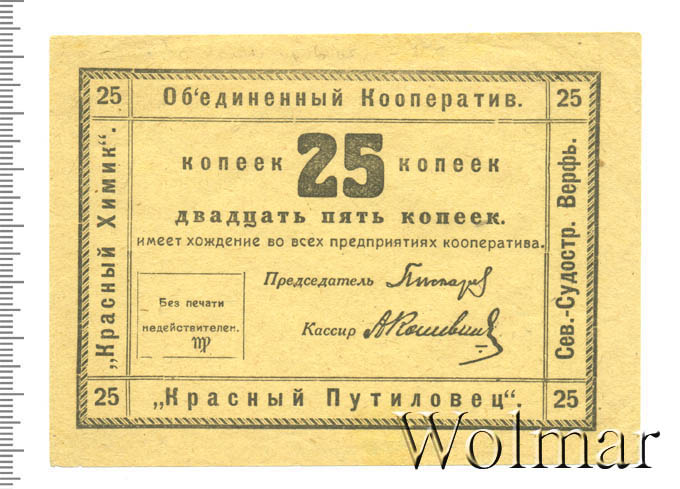 25 Об'единенный Кооператив. 25
„Красный Химик“.
копеек 25 копеек
двадцать пять копеек.
имеет хождение во всех предприятиях кооператива.
Председатель
Без печати
недействителен.
Кассир
Сев.-Судостр. Верфь.
25 „Красный Путиловец“. 25
Wolmar